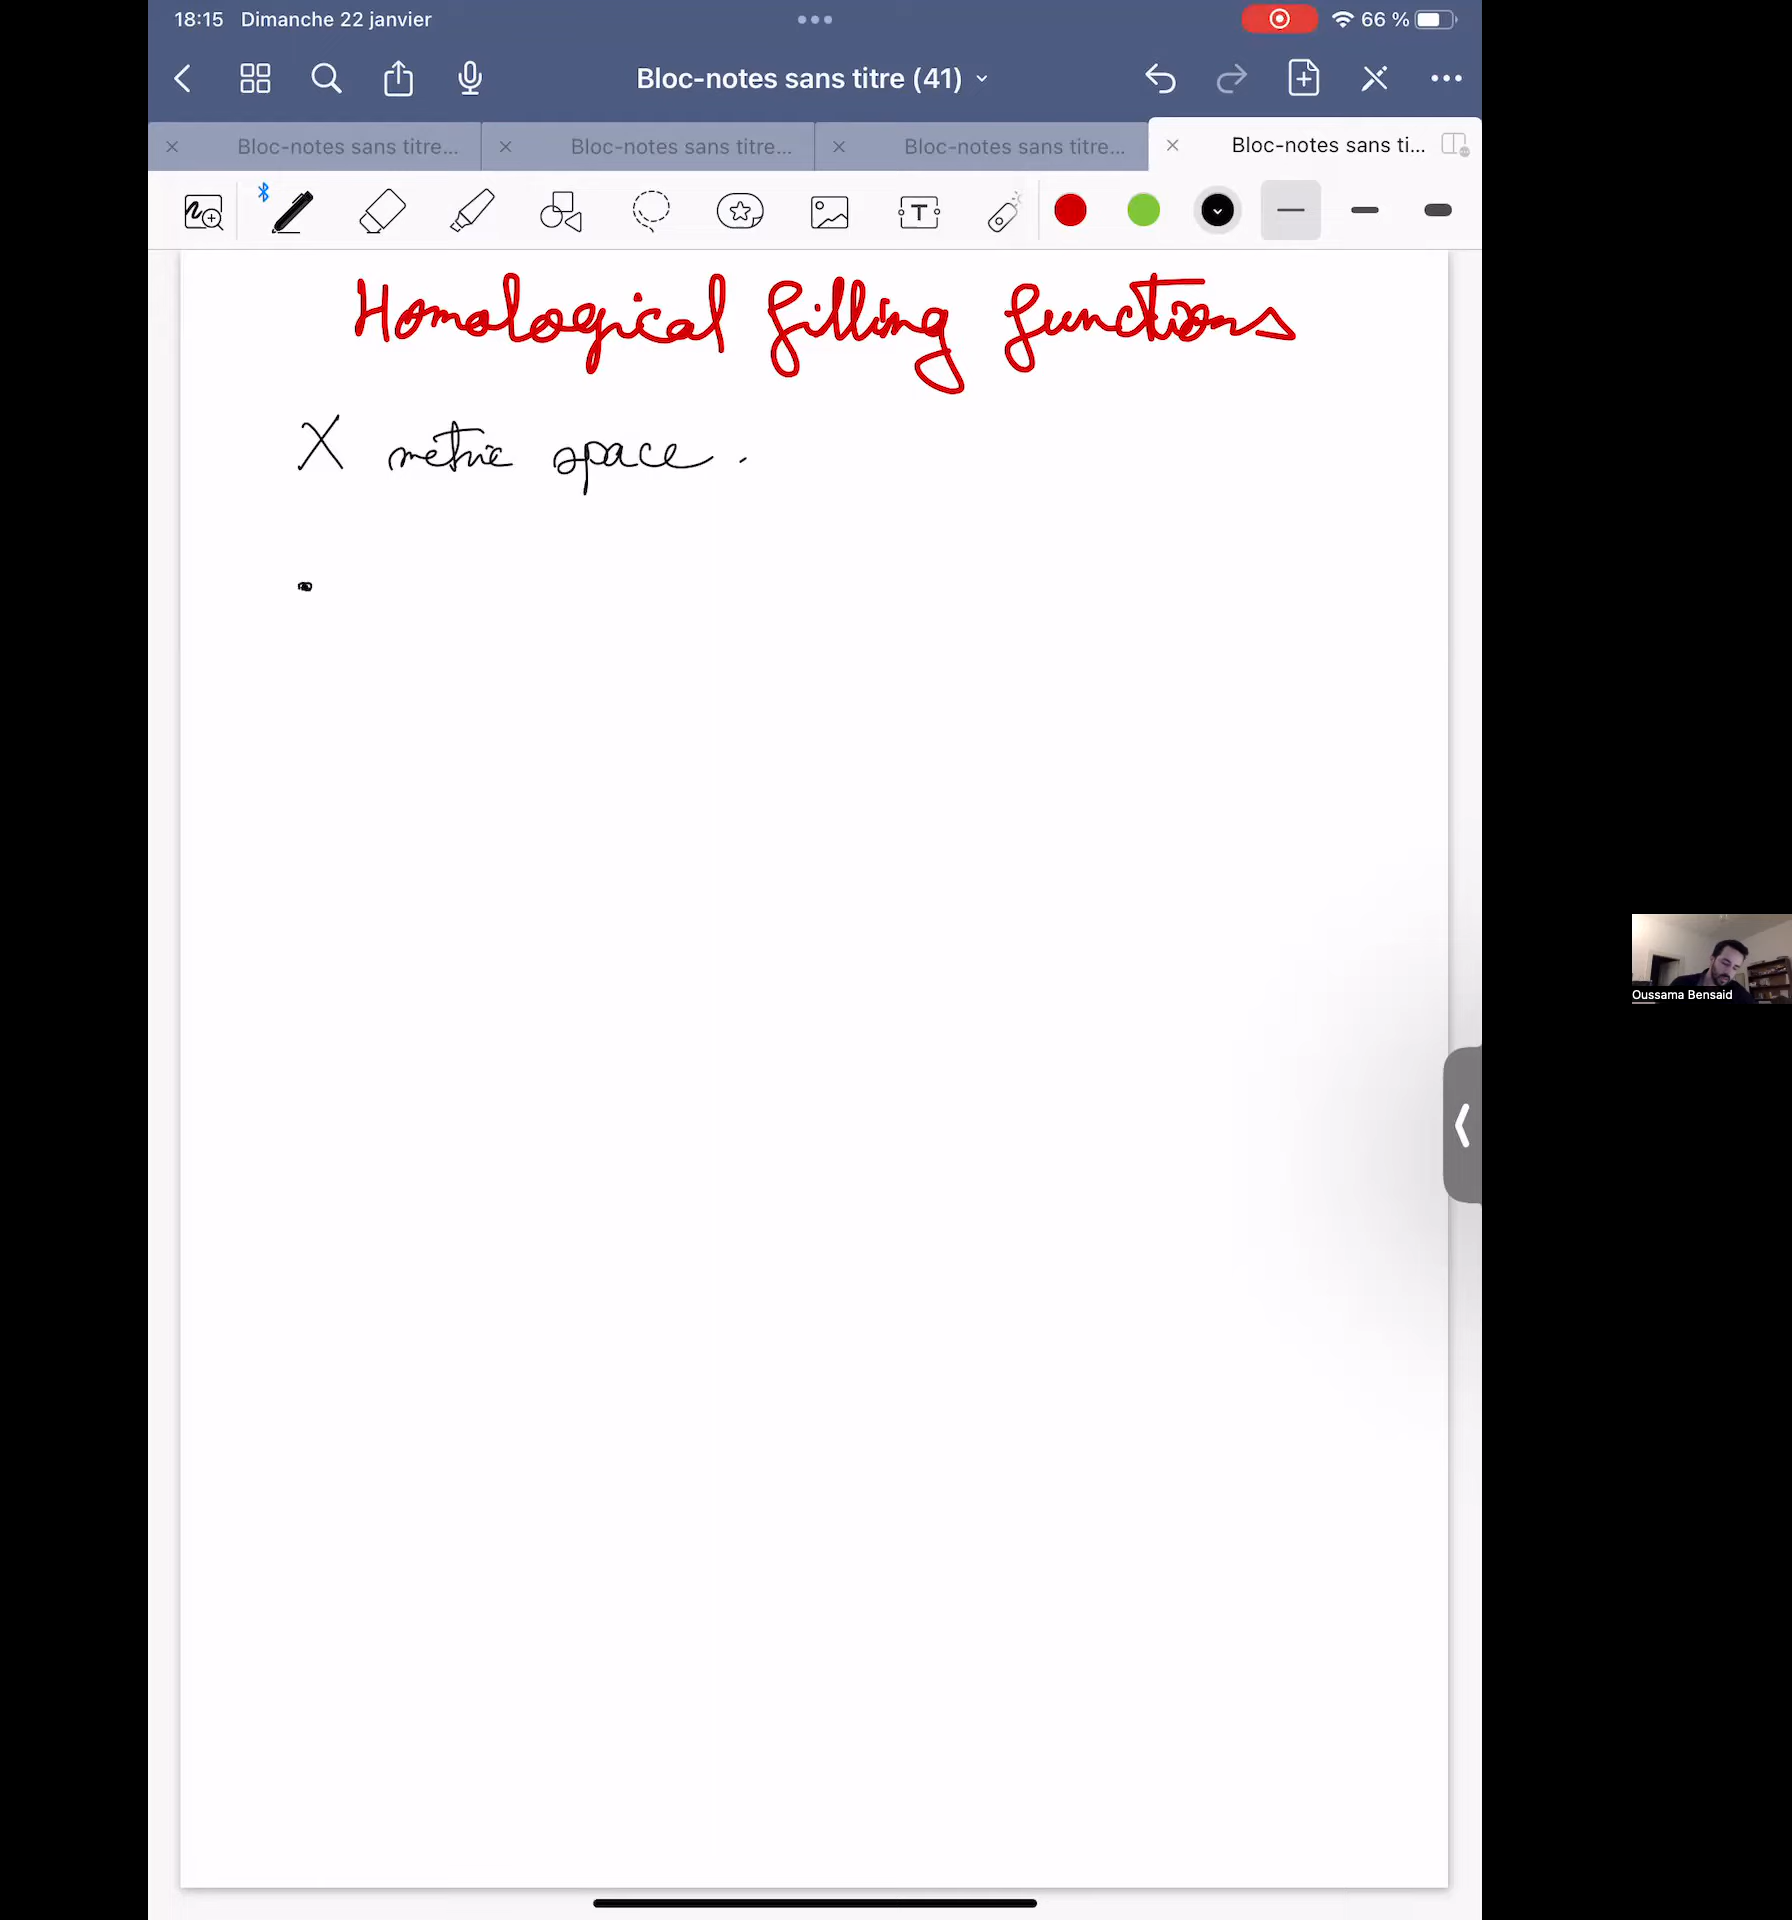 18:15 Dimanche 22 janvier 66 %
Bloc-notes sans titre (41)
Bloc-notes sans titre... Bloc-notes sans titre... Bloc-notes sans titre... Bloc-notes sans ti...
T
Homological filling functions
X metric space.
Oussama Bensaid